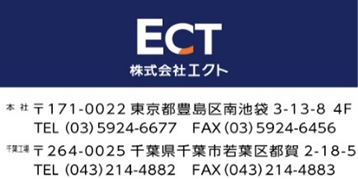 ECT
株式会社エクト
本社 〒171-0022 東京都豊島区南池袋 3-13-8 4F
TEL (03) 5924-6677 FAX (03) 5924-6456
千葉工場 〒264-0025 千葉県千葉市若葉区都賀 2-18-5
TEL (043) 214-4882 FAX (043) 214-4883